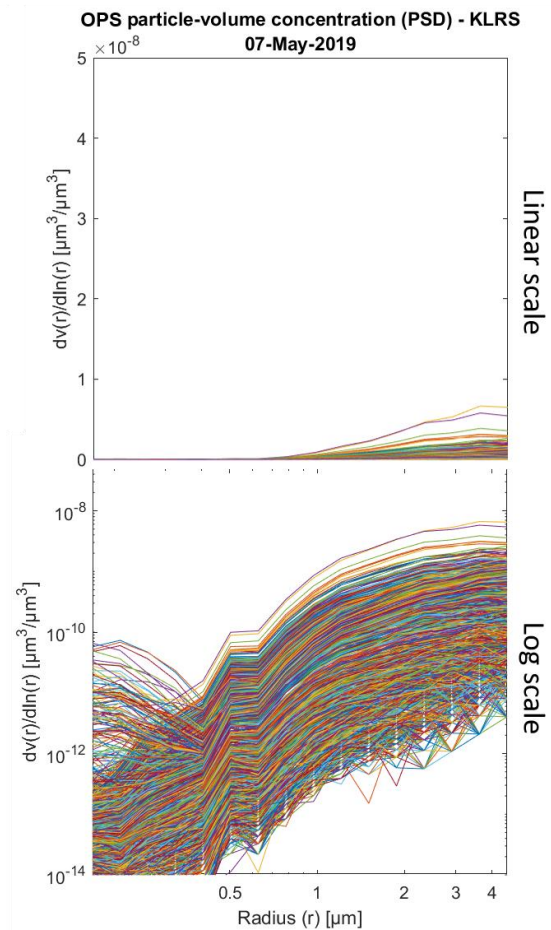 OPS particle-volume concentration (PSD) - KLRS
07-May-2019
×10⁻⁸
5
4
3
2
1
0
dv(r)/dln(r) [µm³/µm³]
Linear scale
10⁻⁸
10⁻¹⁰
10⁻¹²
10⁻¹⁴
dv(r)/dln(r) [µm³/µm³]
Log scale
0.5
1
2
3
4
Radius (r) [µm]